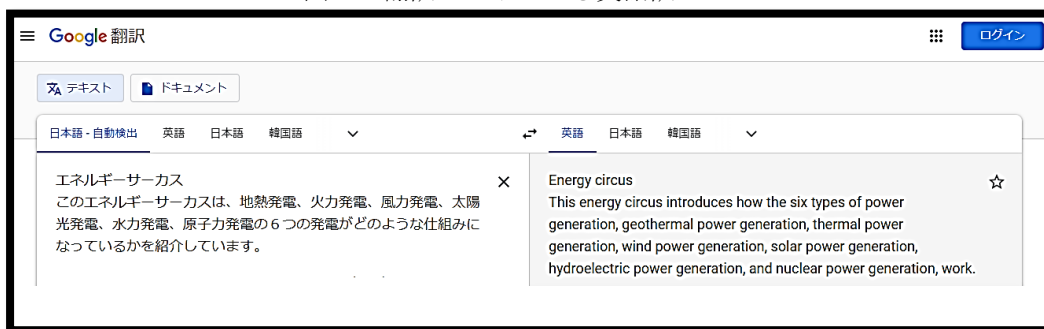 Google 翻訳
ログイン
テキスト
ドキュメント
日本語 - 自動検出 英語 日本語 韓国語
英語 日本語 韓国語
エネルギーサーカス
このエネルギーサーカスは、地熱発電、火力発電、風力発電、太陽
光発電、水力発電、原子力発電の6つの発電がどのような仕組みに
なっているかを紹介しています。
Energy circus
This energy circus introduces how the six types of power
generation, geothermal power generation, thermal power
generation, wind power generation, solar power generation,
hydroelectric power generation, and nuclear power generation, work.